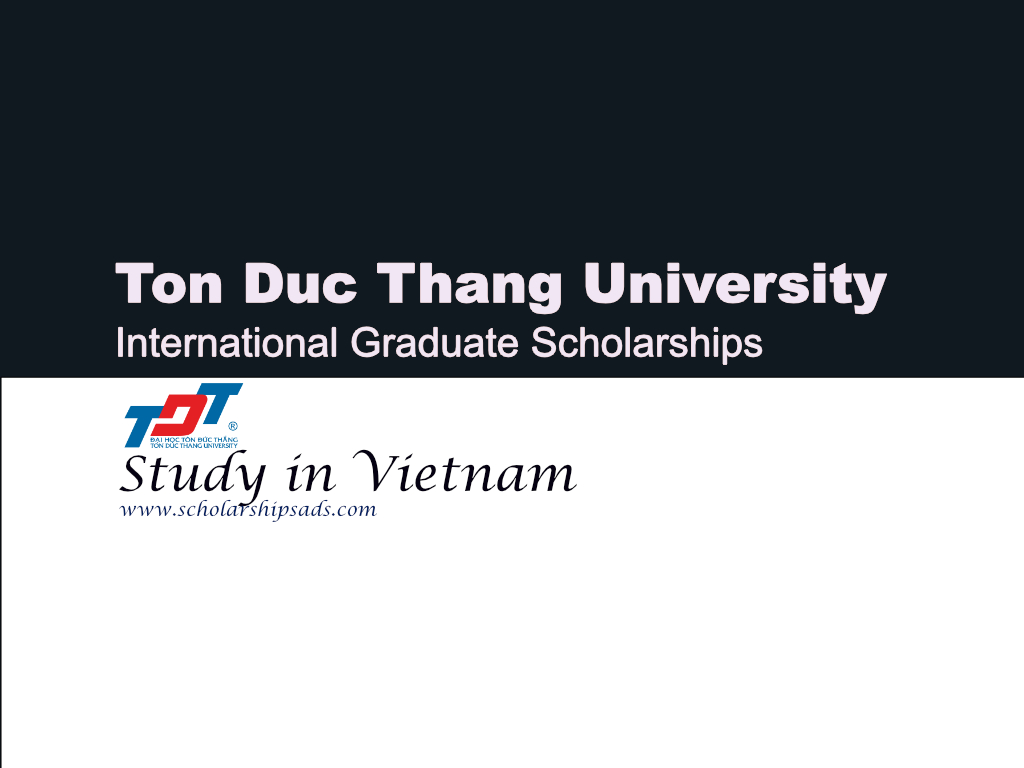 Ton Duc Thang University
International Graduate Scholarships
TDT®
ĐẠI HỌC TÔN ĐỨC THẮNG
TON DUC THANG UNIVERSITY
Study in Vietnam
www.scholarshipsads.com